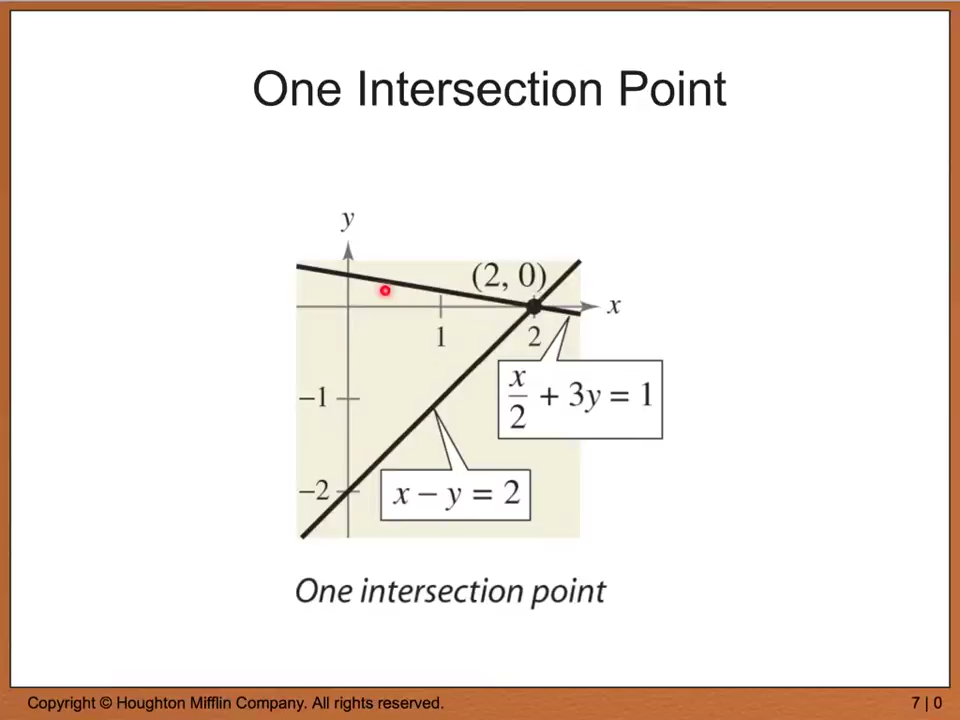 One Intersection Point
y
(2, 0)
x
1
2
−1
x/2 + 3y = 1
−2
x − y = 2
One intersection point
Copyright © Houghton Mifflin Company. All rights reserved.
7 | 0